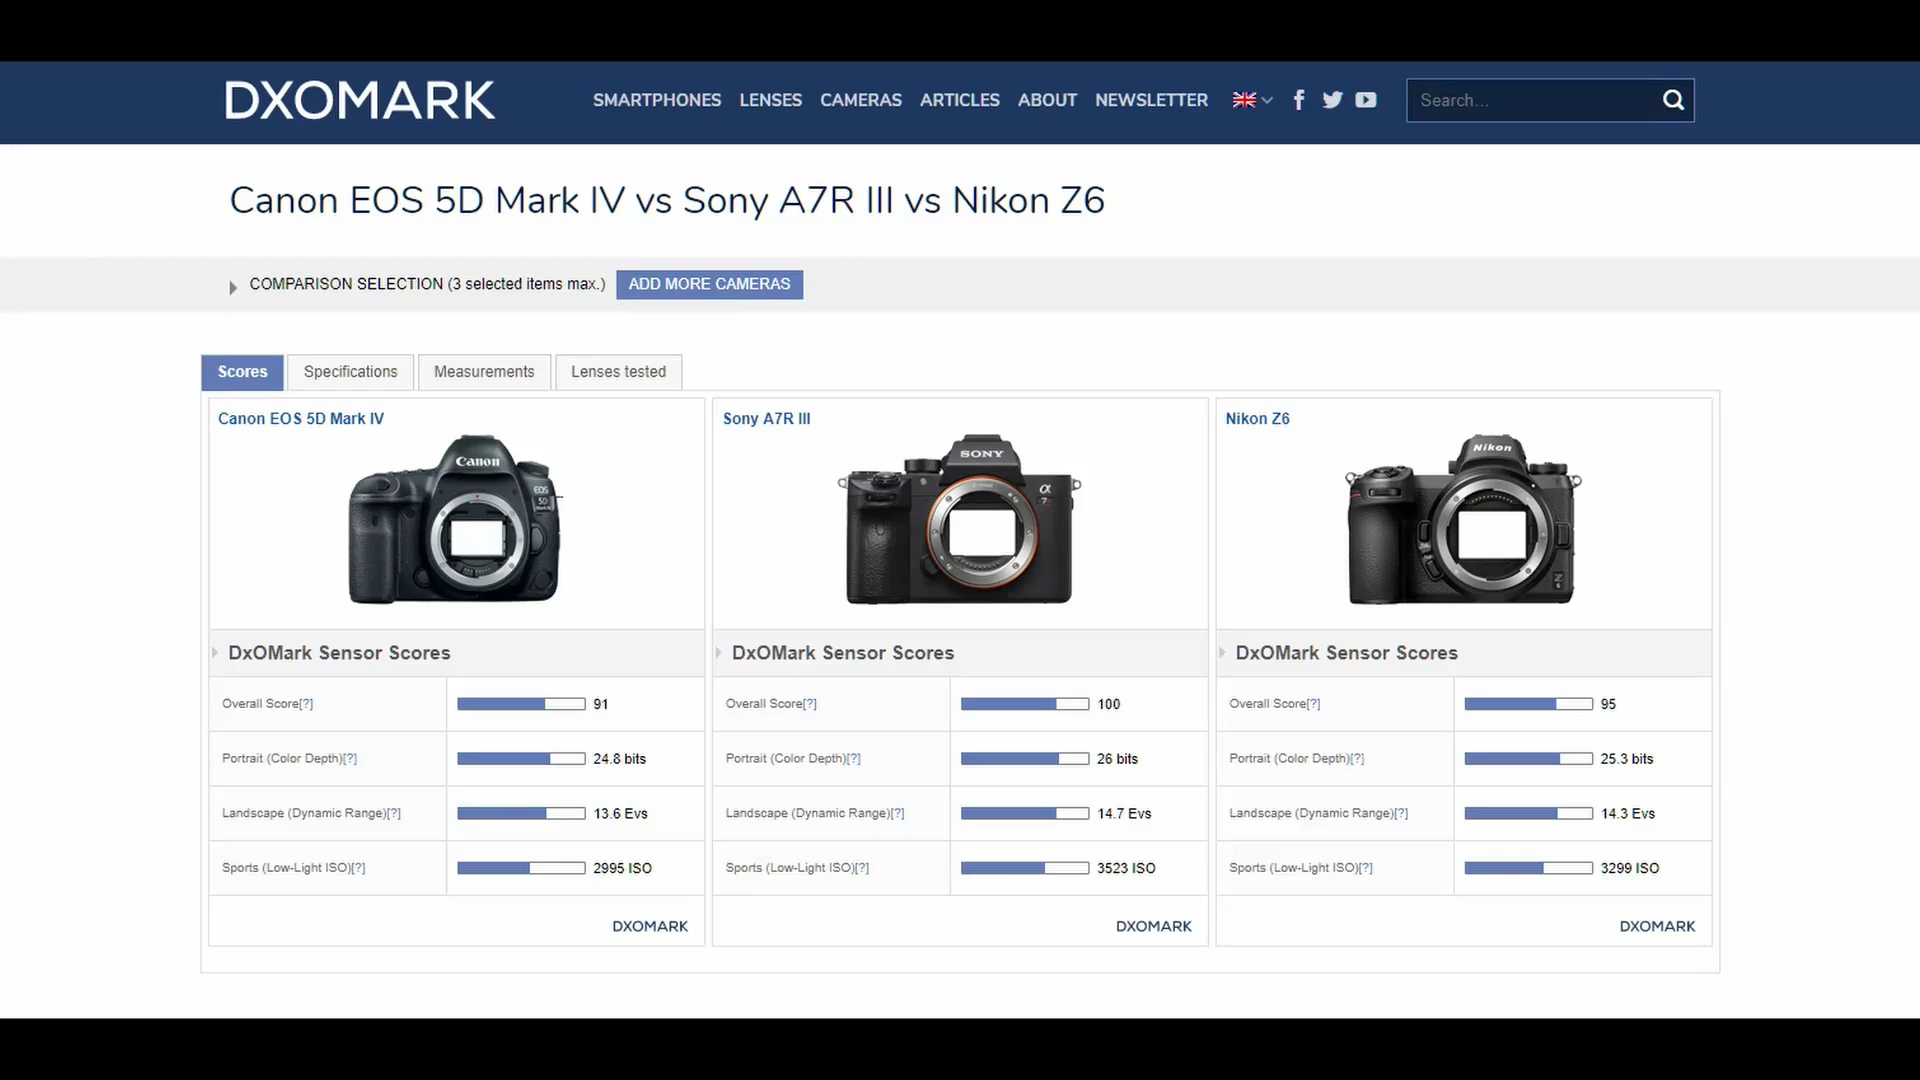 DXOMARK
SMARTPHONES LENSES CAMERAS ARTICLES ABOUT NEWSLETTER
Search...
Canon EOS 5D Mark IV vs Sony A7R III vs Nikon Z6
COMPARISON SELECTION (3 selected items max.) ADD MORE CAMERAS
Scores Specifications Measurements Lenses tested
Canon EOS 5D Mark IV
Canon
EOS
5D
Mark IV
DxOMark Sensor Scores
Overall Score[?] 91
Portrait (Color Depth)[?] 24.8 bits
Landscape (Dynamic Range)[?] 13.6 Evs
Sports (Low-Light ISO)[?] 2995 ISO
DXOMARK
Sony A7R III
SONY
α
7R
DxOMark Sensor Scores
Overall Score[?] 100
Portrait (Color Depth)[?] 26 bits
Landscape (Dynamic Range)[?] 14.7 Evs
Sports (Low-Light ISO)[?] 3523 ISO
DXOMARK
Nikon Z6
Nikon
Z
6
DxOMark Sensor Scores
Overall Score[?] 95
Portrait (Color Depth)[?] 25.3 bits
Landscape (Dynamic Range)[?] 14.3 Evs
Sports (Low-Light ISO)[?] 3299 ISO
DXOMARK